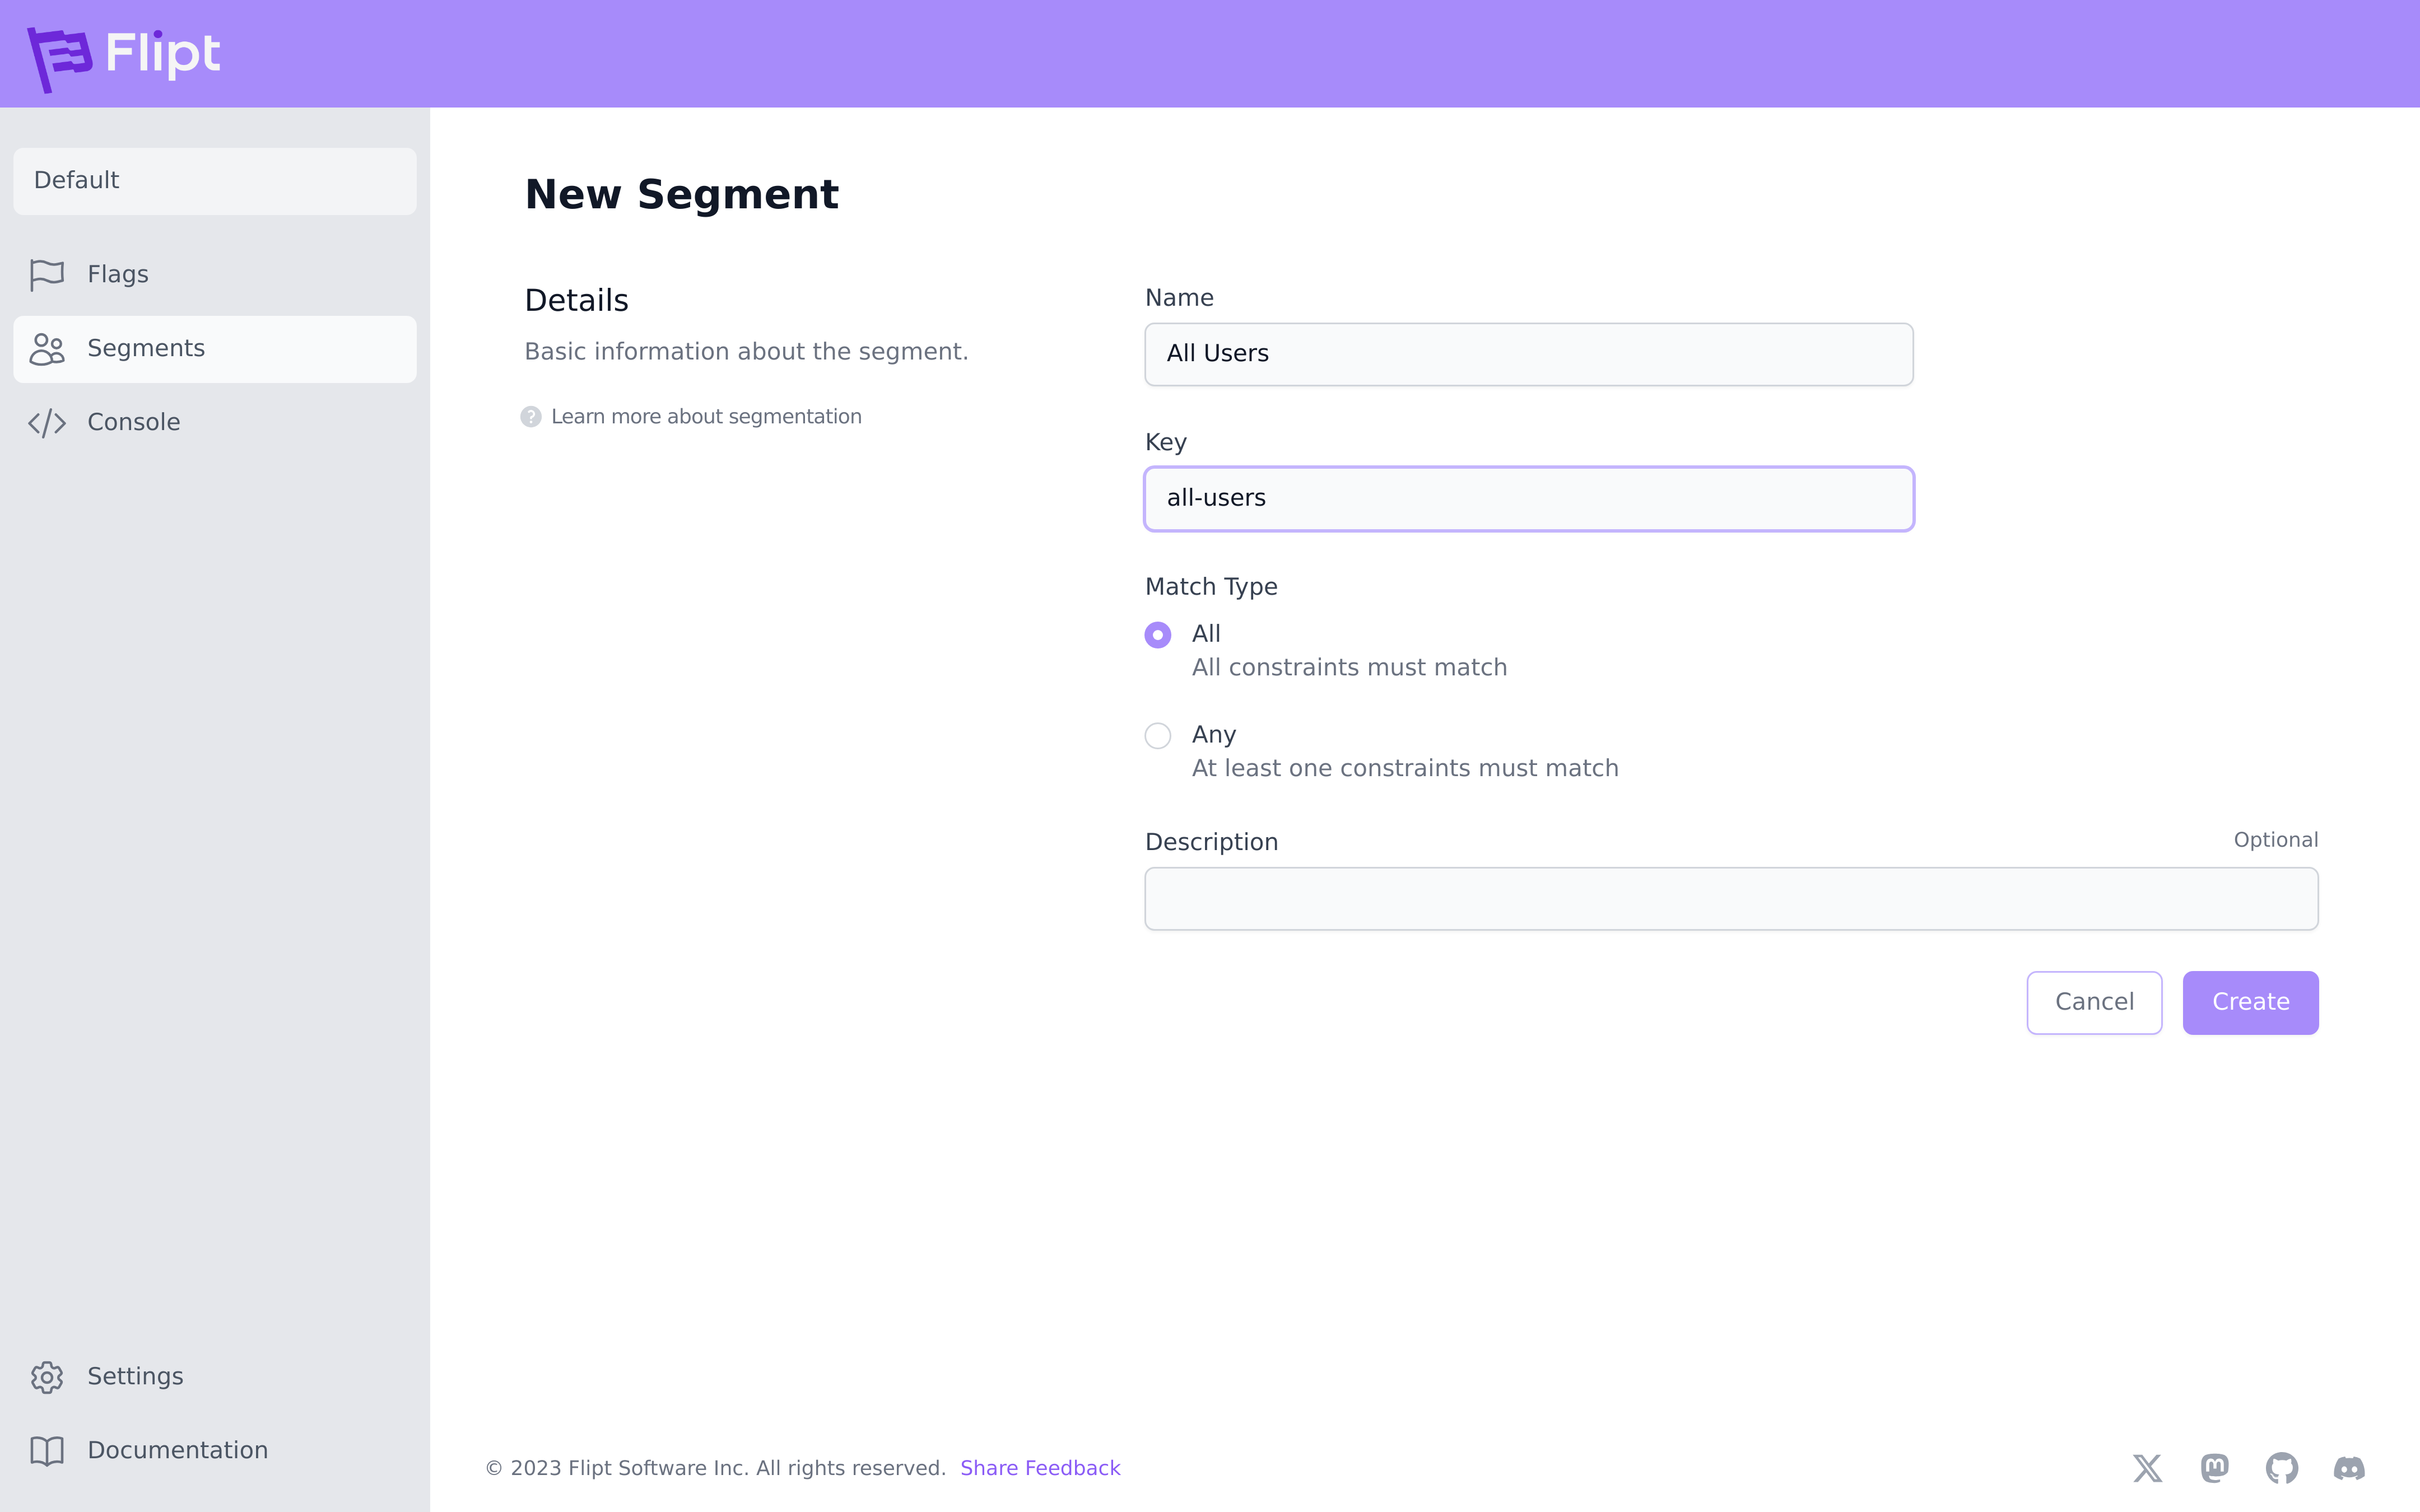 Flipt
Default
Flags
Segments
Console
Settings
Documentation
New Segment
Details
Basic information about the segment.
Learn more about segmentation
Name
All Users
Key
all-users
Match Type
All
All constraints must match
Any
At least one constraints must match
Description
Optional
Cancel
Create
© 2023 Flipt Software Inc. All rights reserved. Share Feedback